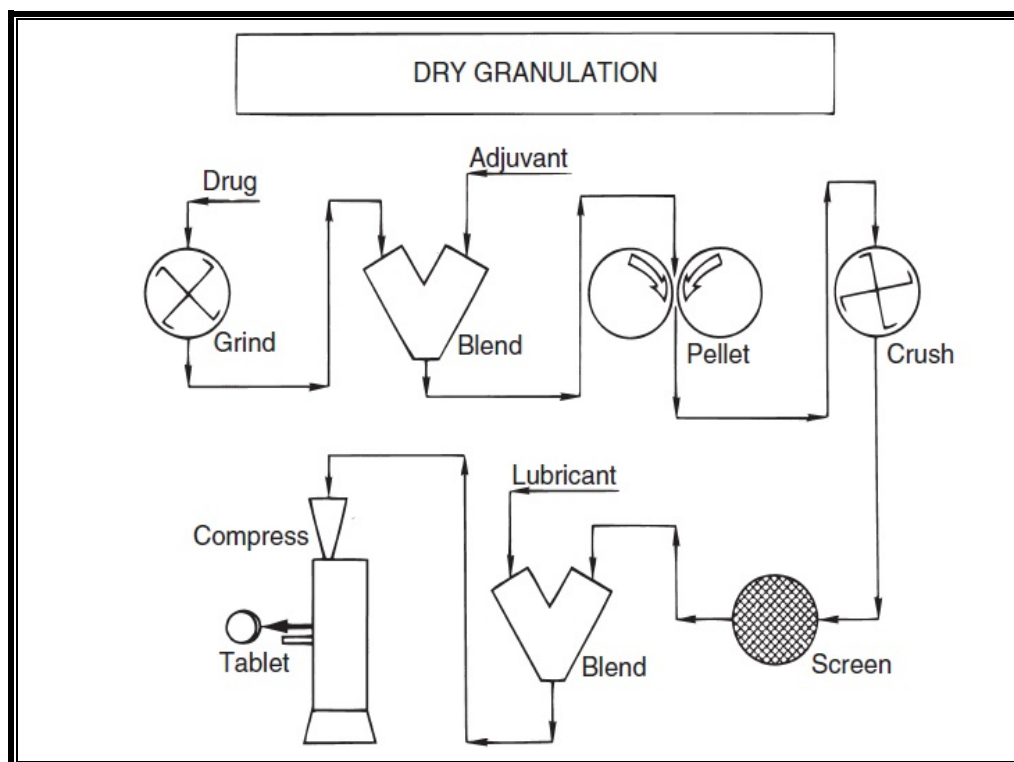 DRY GRANULATION
Drug
Adjuvant
Grind
Blend
Pellet
Crush
Lubricant
Compress
Tablet
Blend
Screen